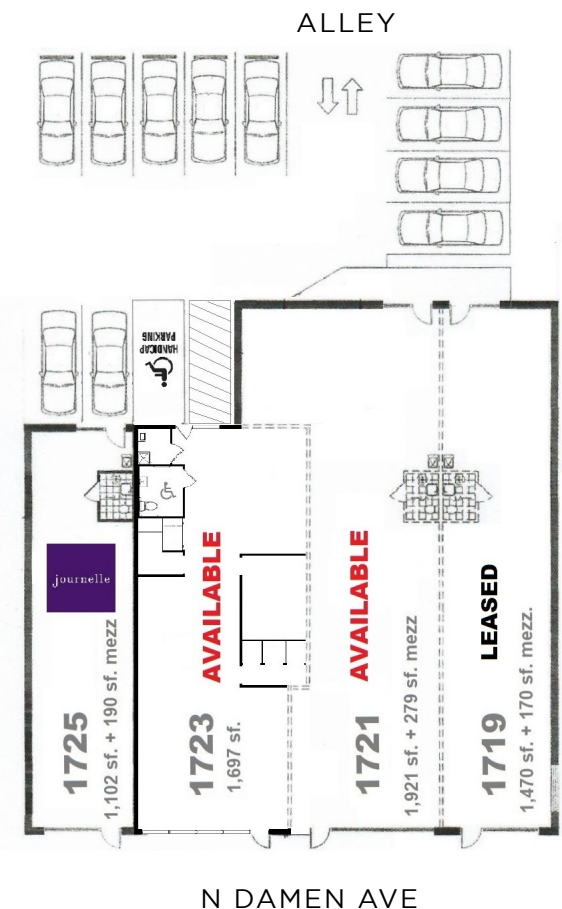 ALLEY
HANDICAP
PARKING
journelle
1725
1,102 sf. + 190 sf. mezz
AVAILABLE
1723
1,697 sf.
AVAILABLE
1721
1,921 sf. + 279 sf. mezz
LEASED
1719
1,470 sf. + 170 sf. mezz.
N DAMEN AVE